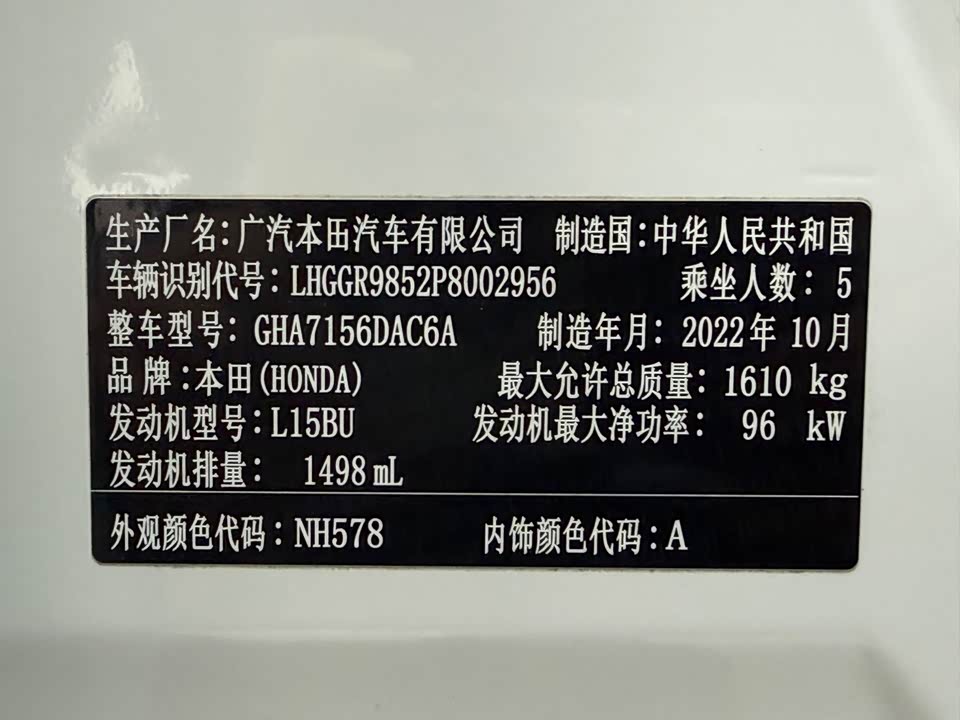 生产厂名:广汽本田汽车有限公司 制造国:中华人民共和国
车辆识别代号:LHGGR9852P8002956 乘坐人数: 5
整车型号:GHA7156DAC6A 制造年月:2022年 10月
品 牌:本田(HONDA) 最大允许总质量:1610 kg
发动机型号:L15BU 发动机最大净功率: 96 kW
发动机排量: 1498 mL
外观颜色代码:NH578 内饰颜色代码:A